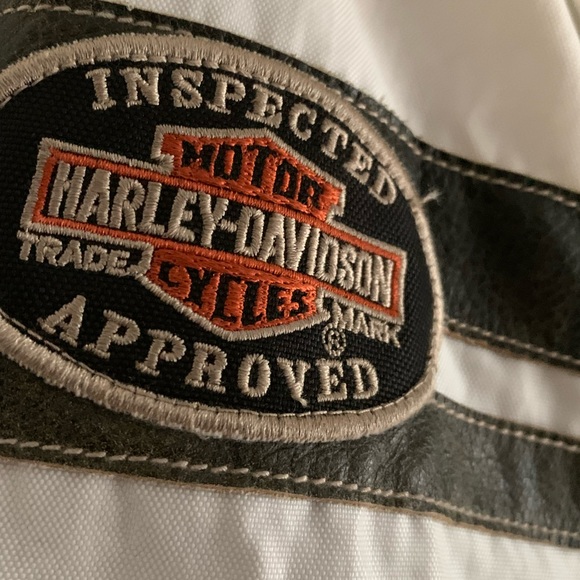 INSPECTED
MOTOR
HARLEY-DAVIDSON
CYCLES
TRADE MARK
®
APPROVED